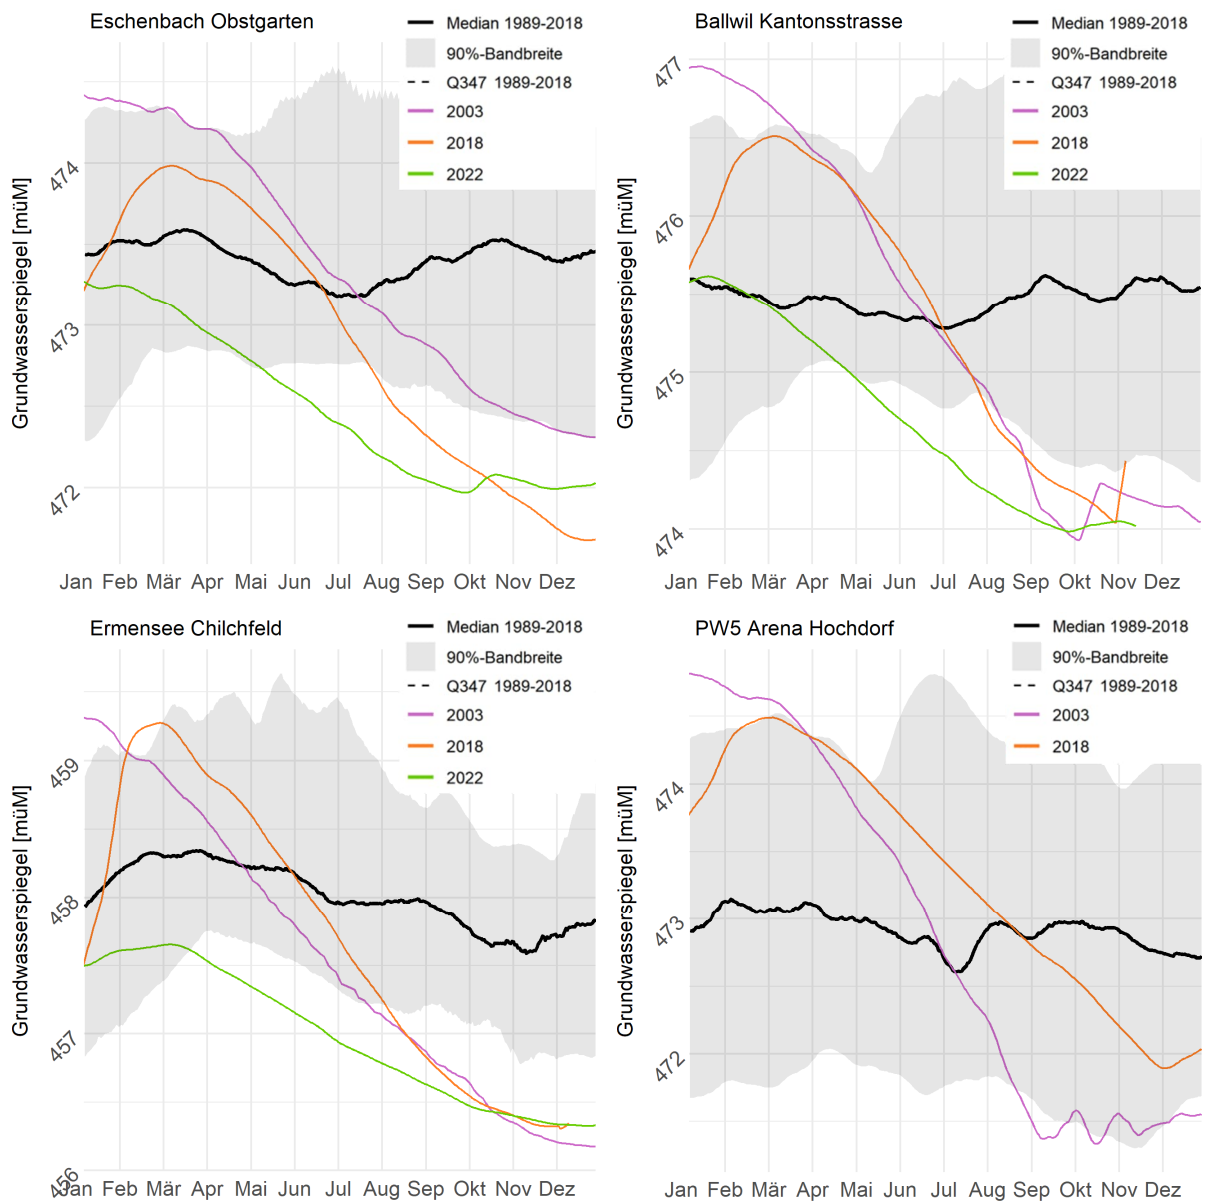 Eschenbach Obstgarten
Median 1989-2018
90%-Bandbreite
Q347 1989-2018
2003
2018
2022
Grundwasserspiegel [müM]
474
473
472
Jan Feb Mär Apr Mai Jun Jul Aug Sep Okt Nov Dez
Ballwil Kantonsstrasse
Median 1989-2018
90%-Bandbreite
Q347 1989-2018
2003
2018
2022
Grundwasserspiegel [müM]
477
476
475
474
Jan Feb Mär Apr Mai Jun Jul Aug Sep Okt Nov Dez
Ermensee Chilchfeld
Median 1989-2018
90%-Bandbreite
Q347 1989-2018
2003
2018
2022
Grundwasserspiegel [müM]
459
458
457
456
Jan Feb Mär Apr Mai Jun Jul Aug Sep Okt Nov Dez
PW5 Arena Hochdorf
Median 1989-2018
90%-Bandbreite
Q347 1989-2018
2003
2018
Grundwasserspiegel [müM]
474
473
472
Jan Feb Mär Apr Mai Jun Jul Aug Sep Okt Nov Dez